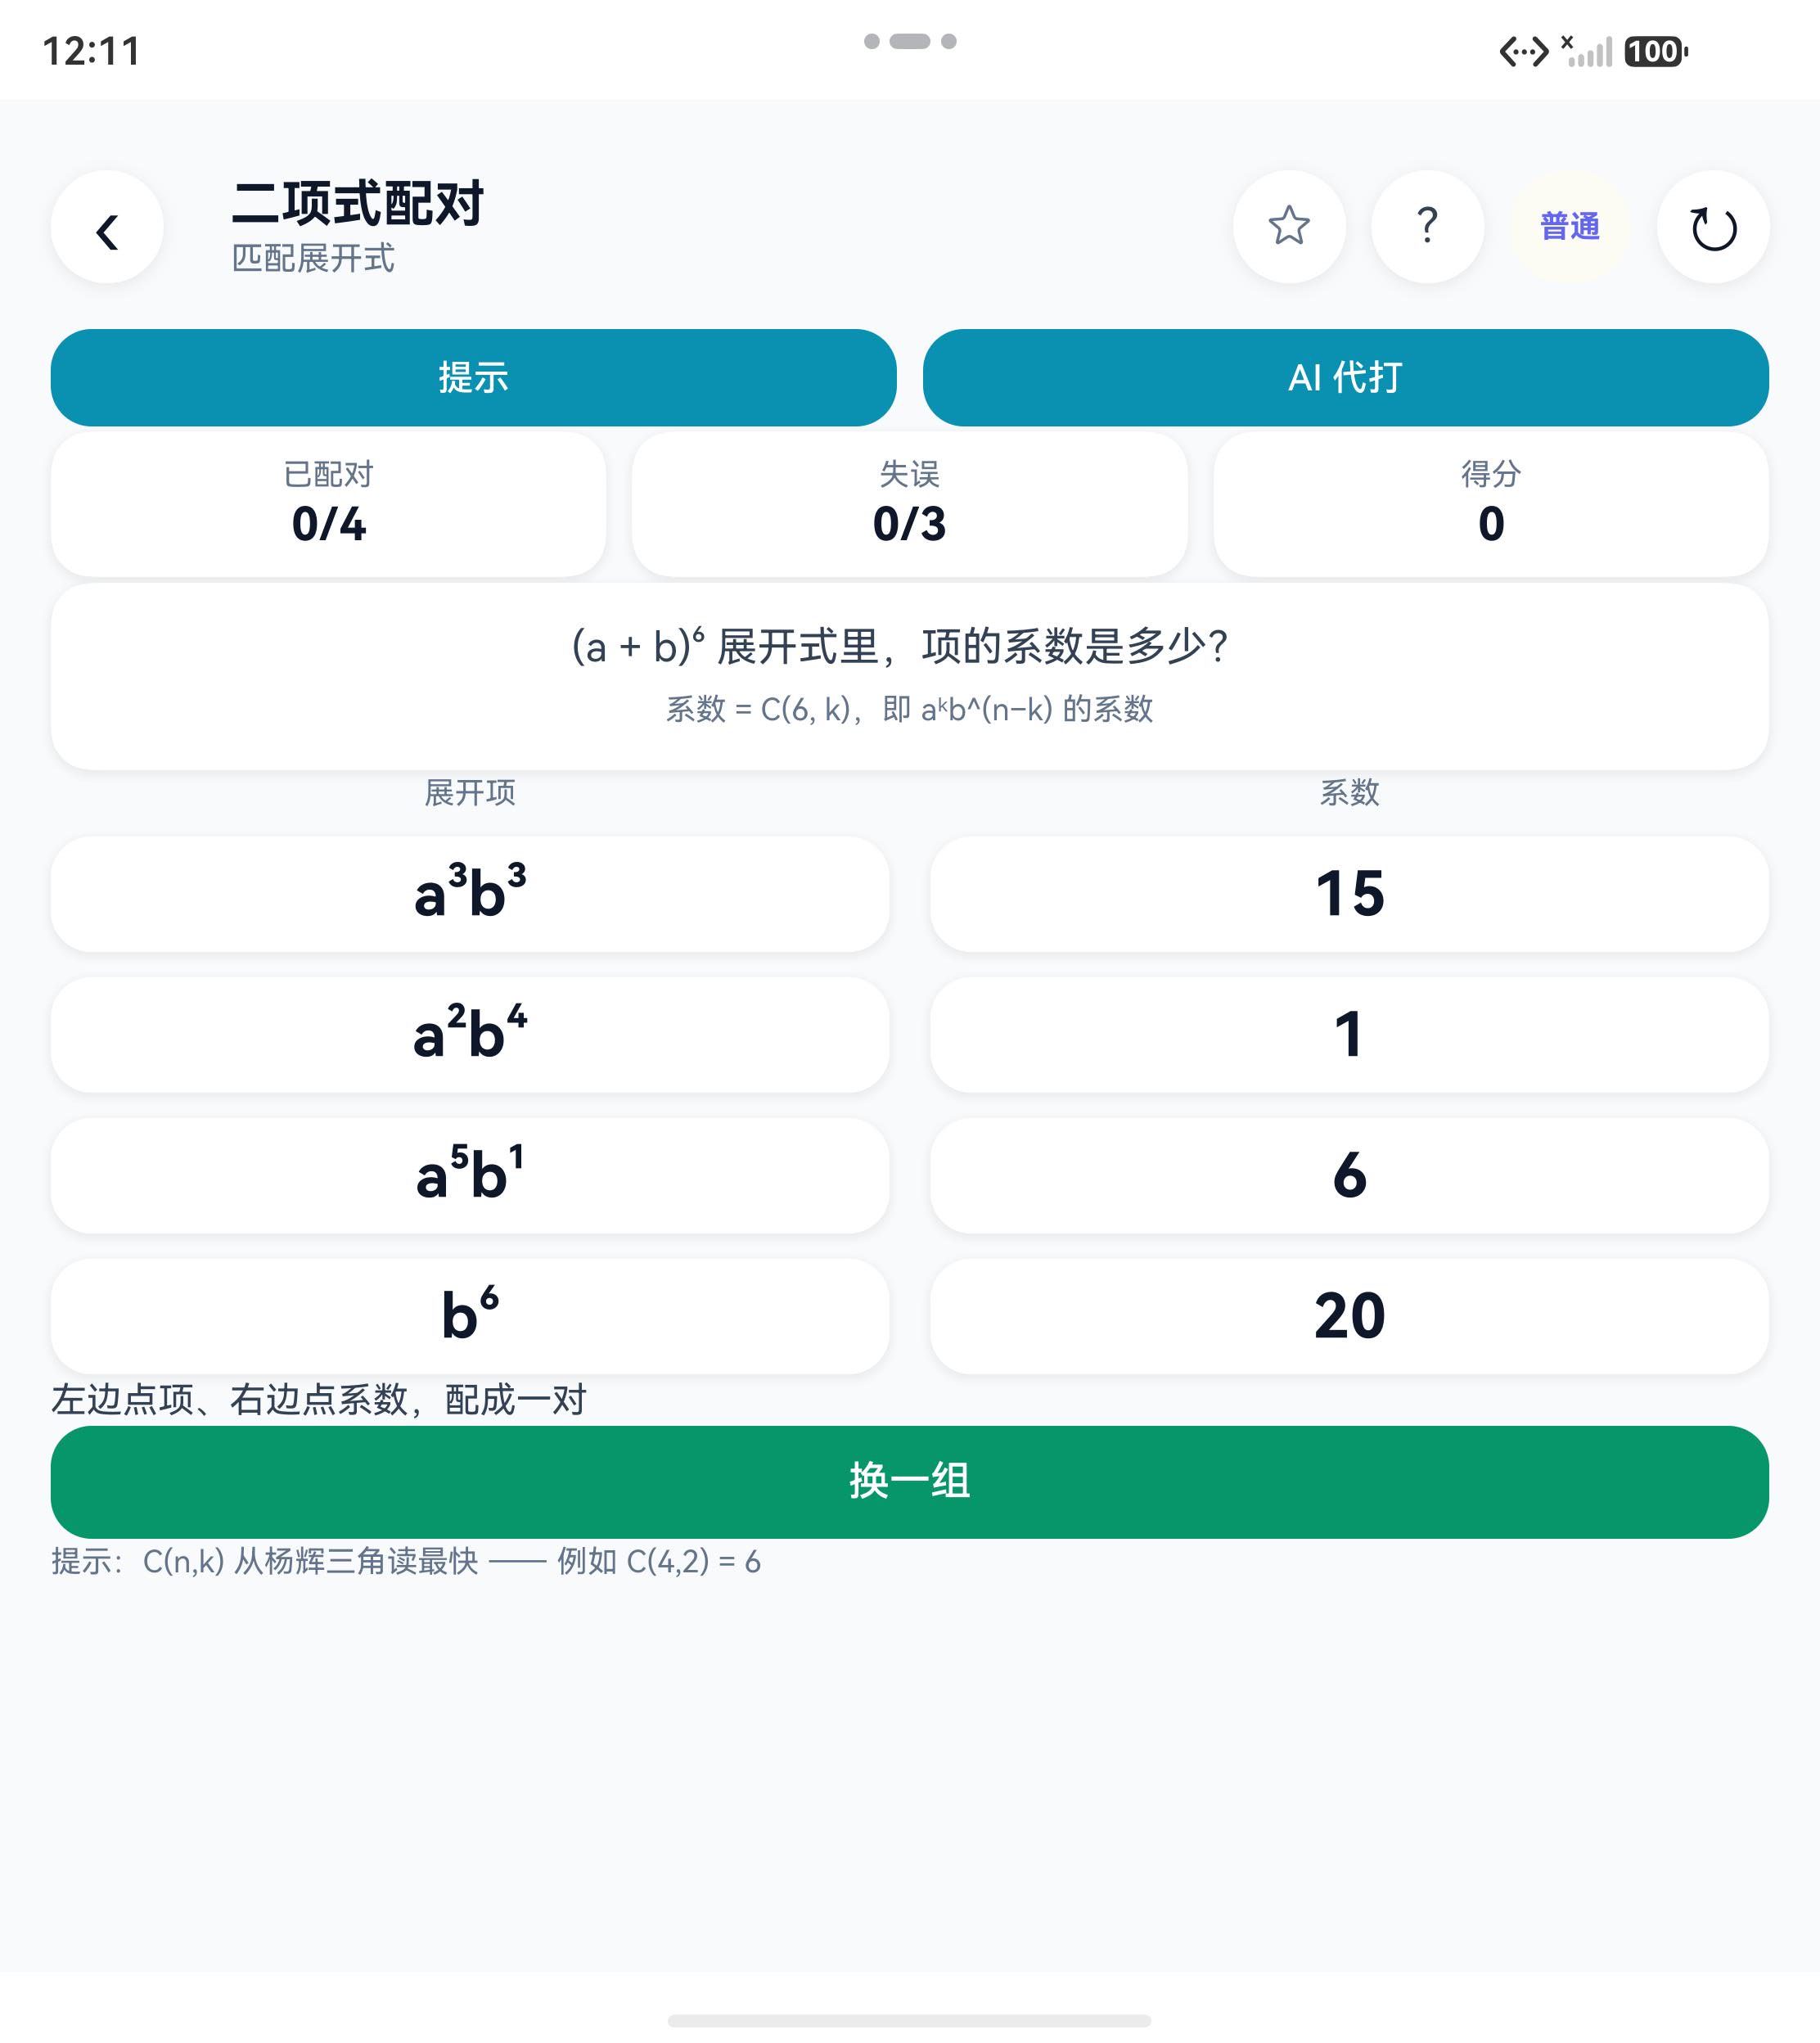 12:11
100
二项式配对
匹配展开式
?
普通
提示
AI 代打
已配对
0/4
失误
0/3
得分
0
(a + b)⁶ 展开式里，项的系数是多少?
系数 = C(6, k)，即 aᵏb^(n−k) 的系数
展开项
系数
a³b³
15
a²b⁴
1
a⁵b¹
6
b⁶
20
左边点项、右边点系数，配成一对
换一组
提示：C(n,k) 从杨辉三角读最快 —— 例如 C(4,2) = 6